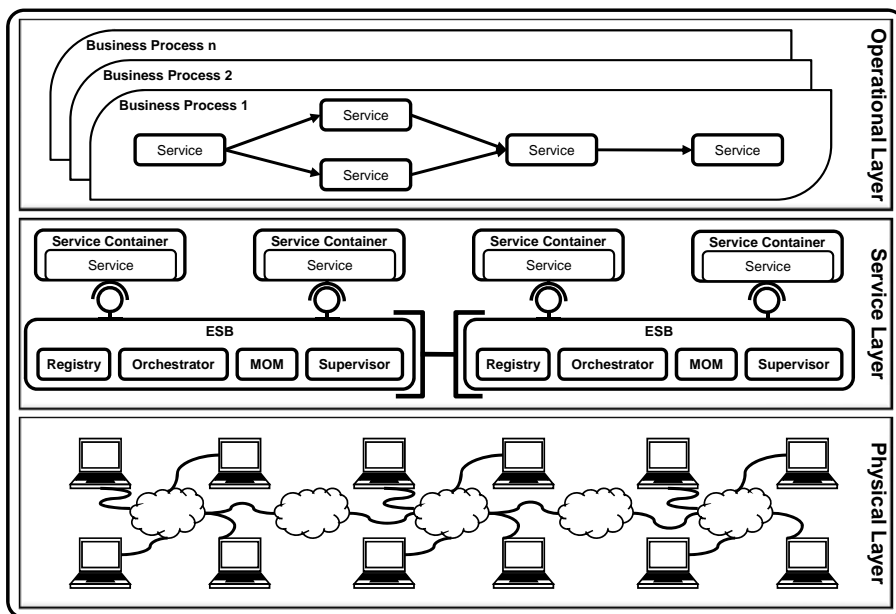 Business Process n
Business Process 2
Business Process 1
Service
Service
Service
Service
Service
Operational Layer
Service Container
Service
Service Container
Service
Service Container
Service
Service Container
Service
ESB
Registry
Orchestrator
MOM
Supervisor
ESB
Registry
Orchestrator
MOM
Supervisor
Service Layer
Physical Layer